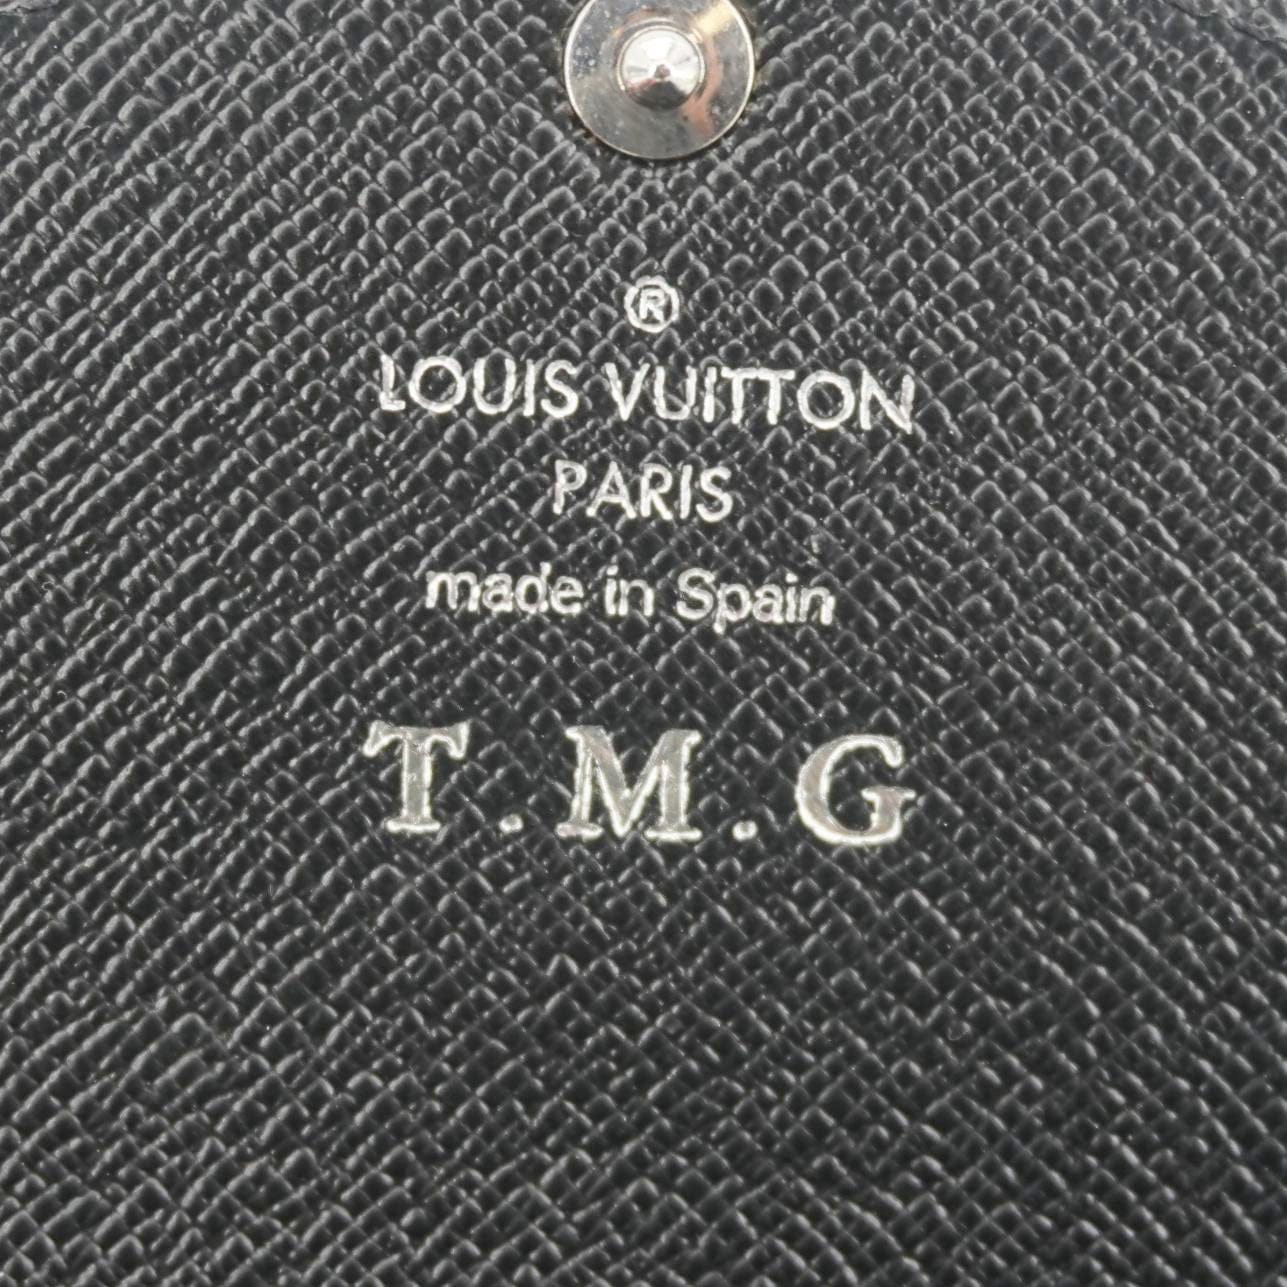 ®
LOUIS VUITTON
PARIS
made in Spain
T.M.G